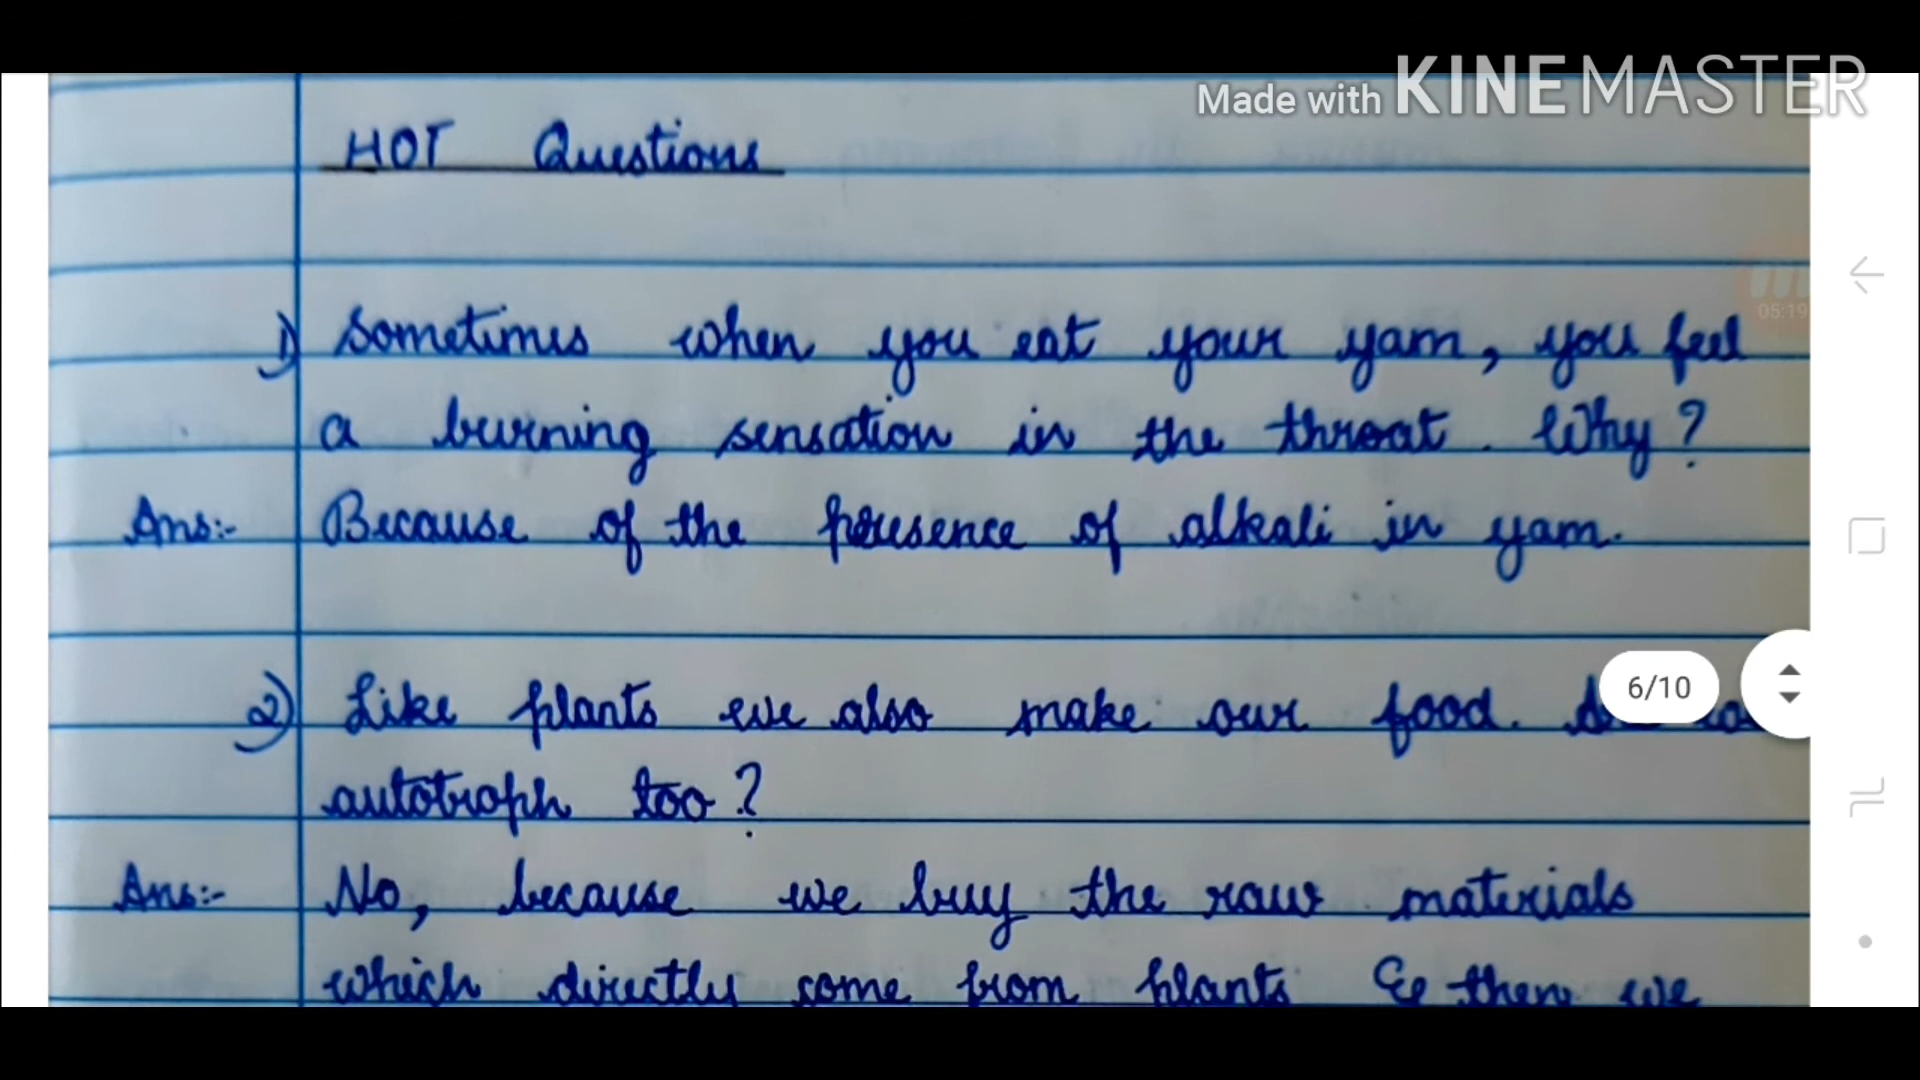 Made with KINEMASTER
HOT Questions
1) Sometimes when you eat your yam, you feel
05:19
a burning sensation in the throat. Why?
Ans:- Because of the presence of alkali in yam.
6/10
2) Like plants we also make our food.
autotroph too?
Ans:- No, because we buy the raw materials
which directly come from plants & then we